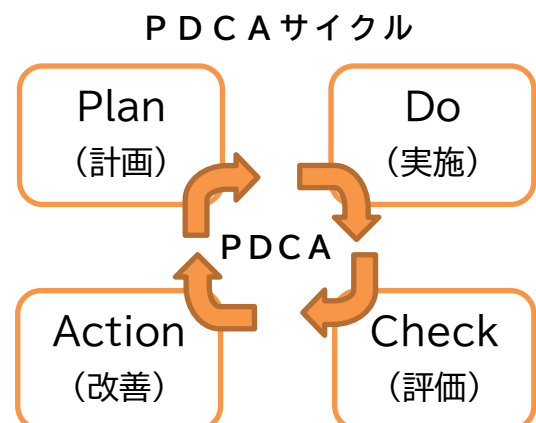 ＰＤＣＡサイクル
Plan
（計画）
Do
（実施）
ＰＤＣＡ
Action
（改善）
Check
（評価）